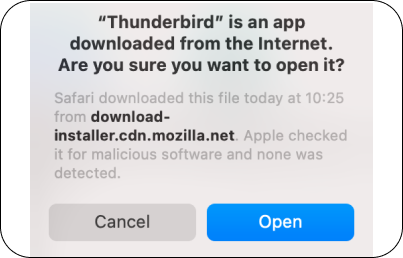 “Thunderbird” is an app
downloaded from the Internet.
Are you sure you want to open it?
Safari downloaded this file today at 10:25
from download-
installer.cdn.mozilla.net. Apple checked
it for malicious software and none was
detected.
Cancel
Open